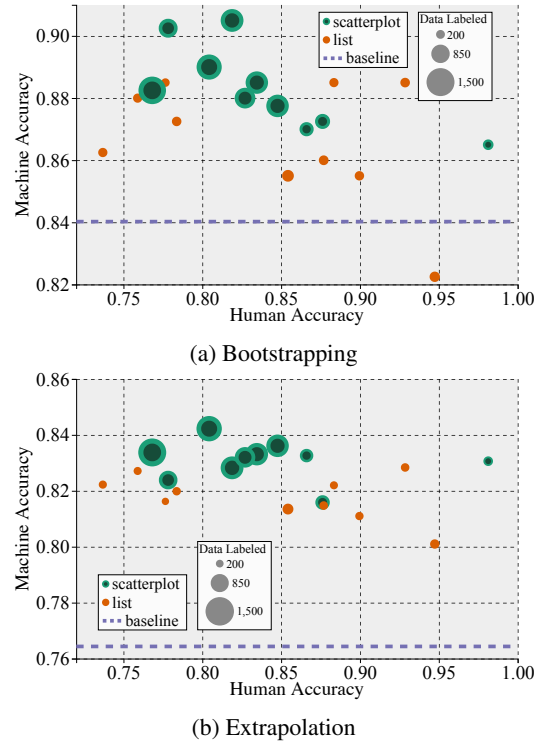 Data Labeled
scatterplot
200
list
850
baseline
1,500
0.90
0.88
0.86
0.84
0.82
Machine Accuracy
0.75 0.80 0.85 0.90 0.95 1.00
Human Accuracy
(a) Bootstrapping
0.86
0.84
0.82
0.80
0.78
0.76
Machine Accuracy
Data Labeled
200
850
1,500
scatterplot
list
baseline
0.75 0.80 0.85 0.90 0.95 1.00
Human Accuracy
(b) Extrapolation